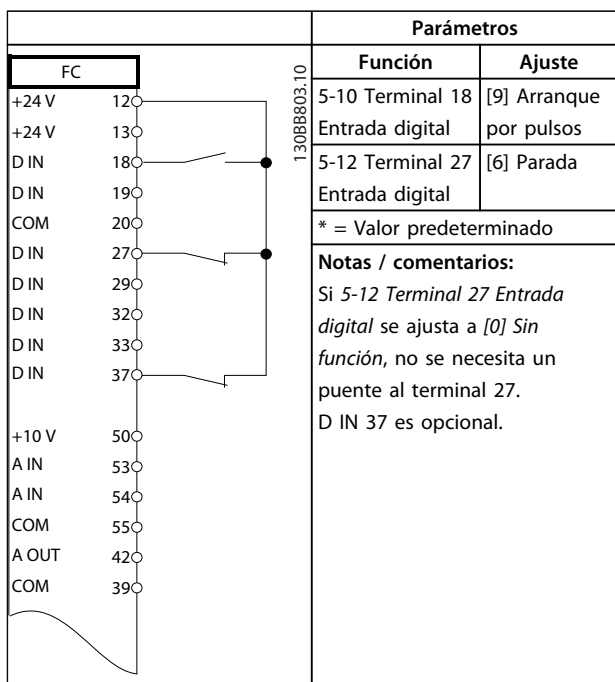 FC
+24 V 12
+24 V 13
D IN 18
D IN 19
COM 20
D IN 27
D IN 29
D IN 32
D IN 33
D IN 37
+10 V 50
A IN 53
A IN 54
COM 55
A OUT 42
COM 39
130BB803.10
Parámetros
Función Ajuste
5-10 Terminal 18 [9] Arranque
Entrada digital por pulsos
5-12 Terminal 27 [6] Parada
Entrada digital
* = Valor predeterminado
Notas / comentarios:
Si 5-12 Terminal 27 Entrada
digital se ajusta a [0] Sin
función, no se necesita un
puente al terminal 27.
D IN 37 es opcional.